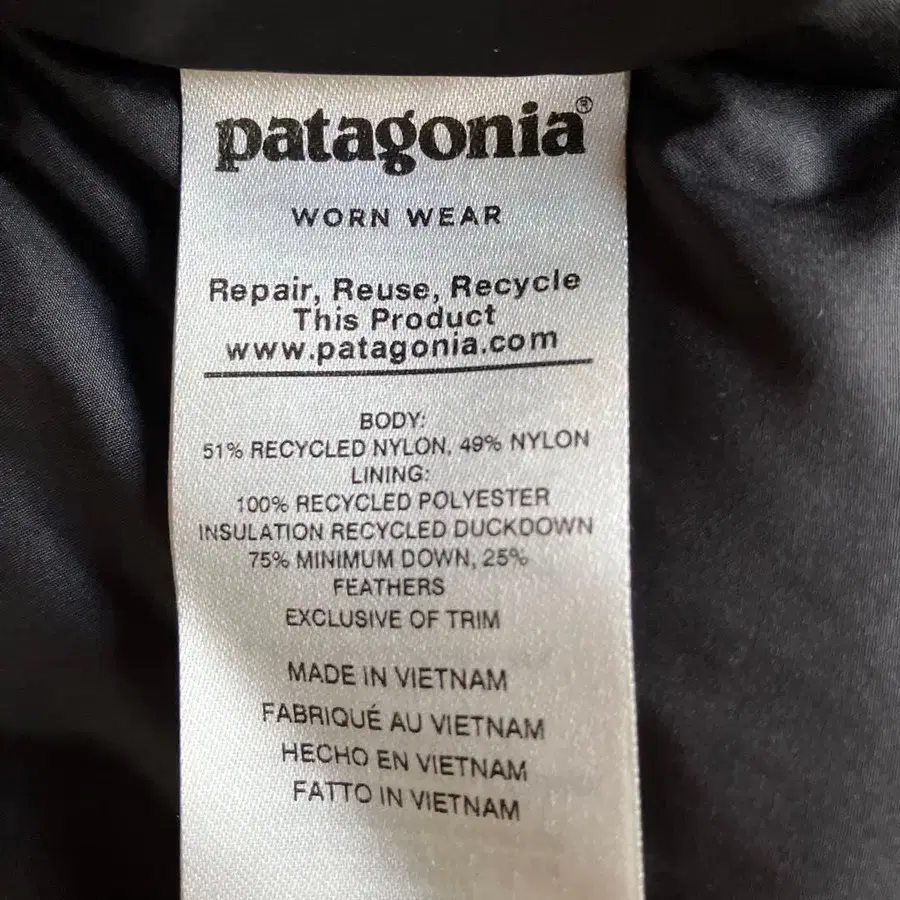 patagonia®
WORN WEAR
Repair, Reuse, Recycle
This Product
www.patagonia.com
BODY:
51% RECYCLED NYLON, 49% NYLON
LINING:
100% RECYCLED POLYESTER
INSULATION RECYCLED DUCKDOWN
75% MINIMUM DOWN, 25%
FEATHERS
EXCLUSIVE OF TRIM
MADE IN VIETNAM
FABRIQUÉ AU VIETNAM
HECHO EN VIETNAM
FATTO IN VIETNAM